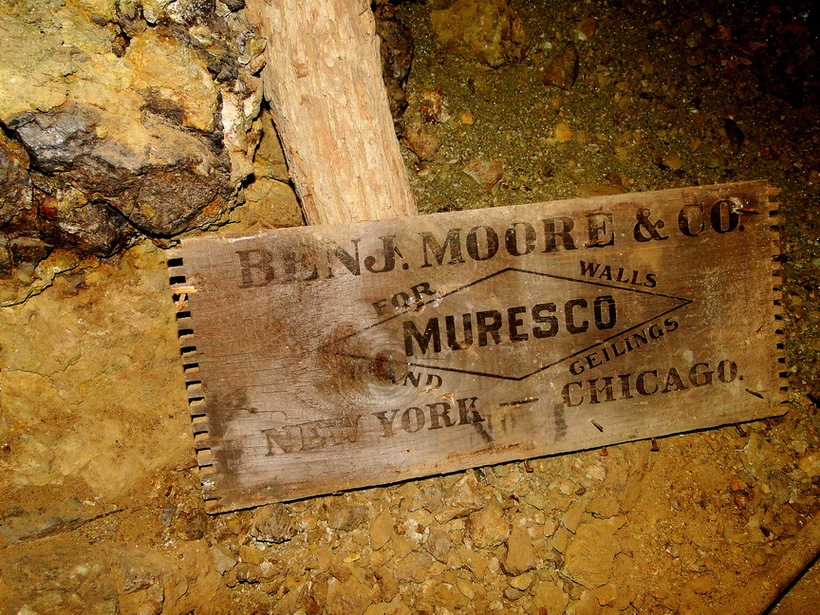 BENJ. MOORE & CO.
FOR WALLS
MURESCO
AND CEILINGS
NEW YORK — CHICAGO.